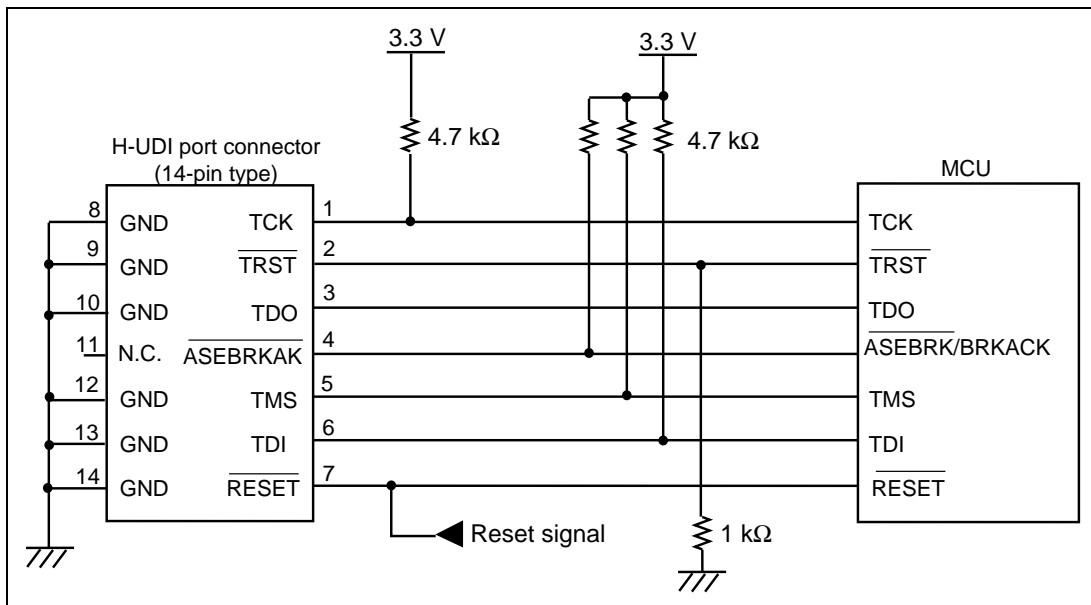 3.3 V
3.3 V
4.7 kΩ
4.7 kΩ
H-UDI port connector
(14-pin type)
MCU
8 GND TCK 1 TCK
9 GND TRST 2 TRST
10 GND TDO 3 TDO
11 N.C. ASEBRKAK 4 ASEBRK/BRKACK
12 GND TMS 5 TMS
13 GND TDI 6 TDI
14 GND RESET 7 RESET
Reset signal
1 kΩ